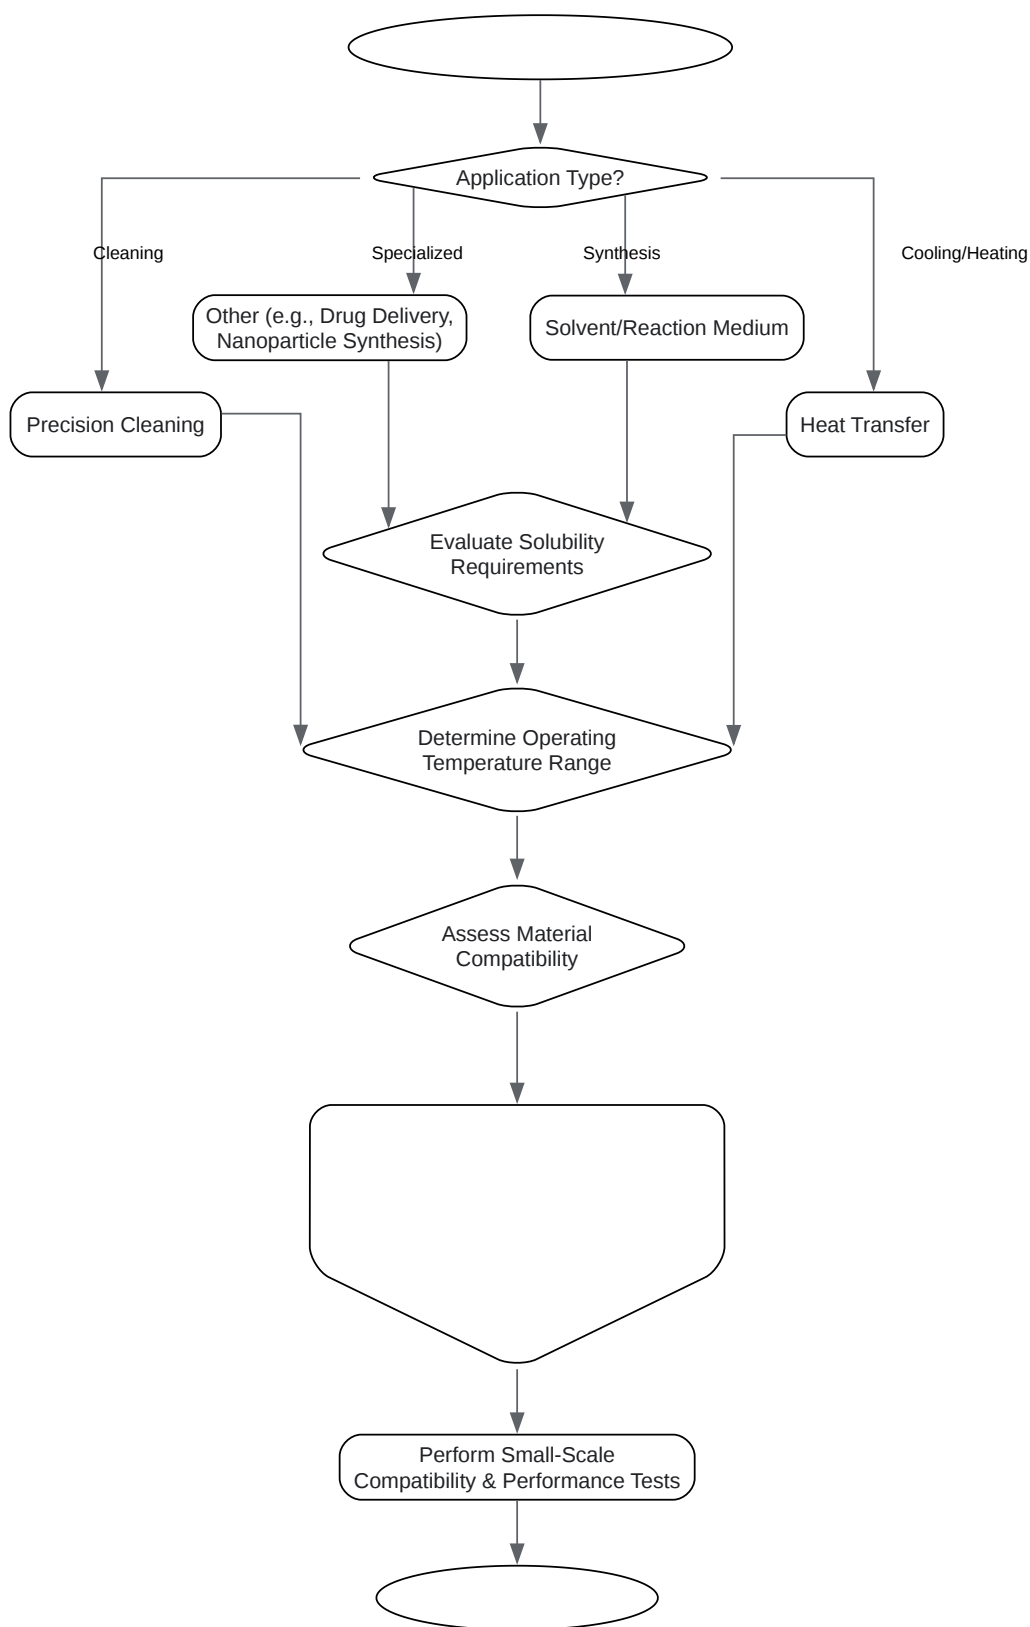 Application Type?
Cleaning
Specialized
Synthesis
Cooling/Heating
Other (e.g., Drug Delivery,
Nanoparticle Synthesis)
Solvent/Reaction Medium
Precision Cleaning
Heat Transfer
Evaluate Solubility
Requirements
Determine Operating
Temperature Range
Assess Material
Compatibility
Perform Small-Scale
Compatibility & Performance Tests